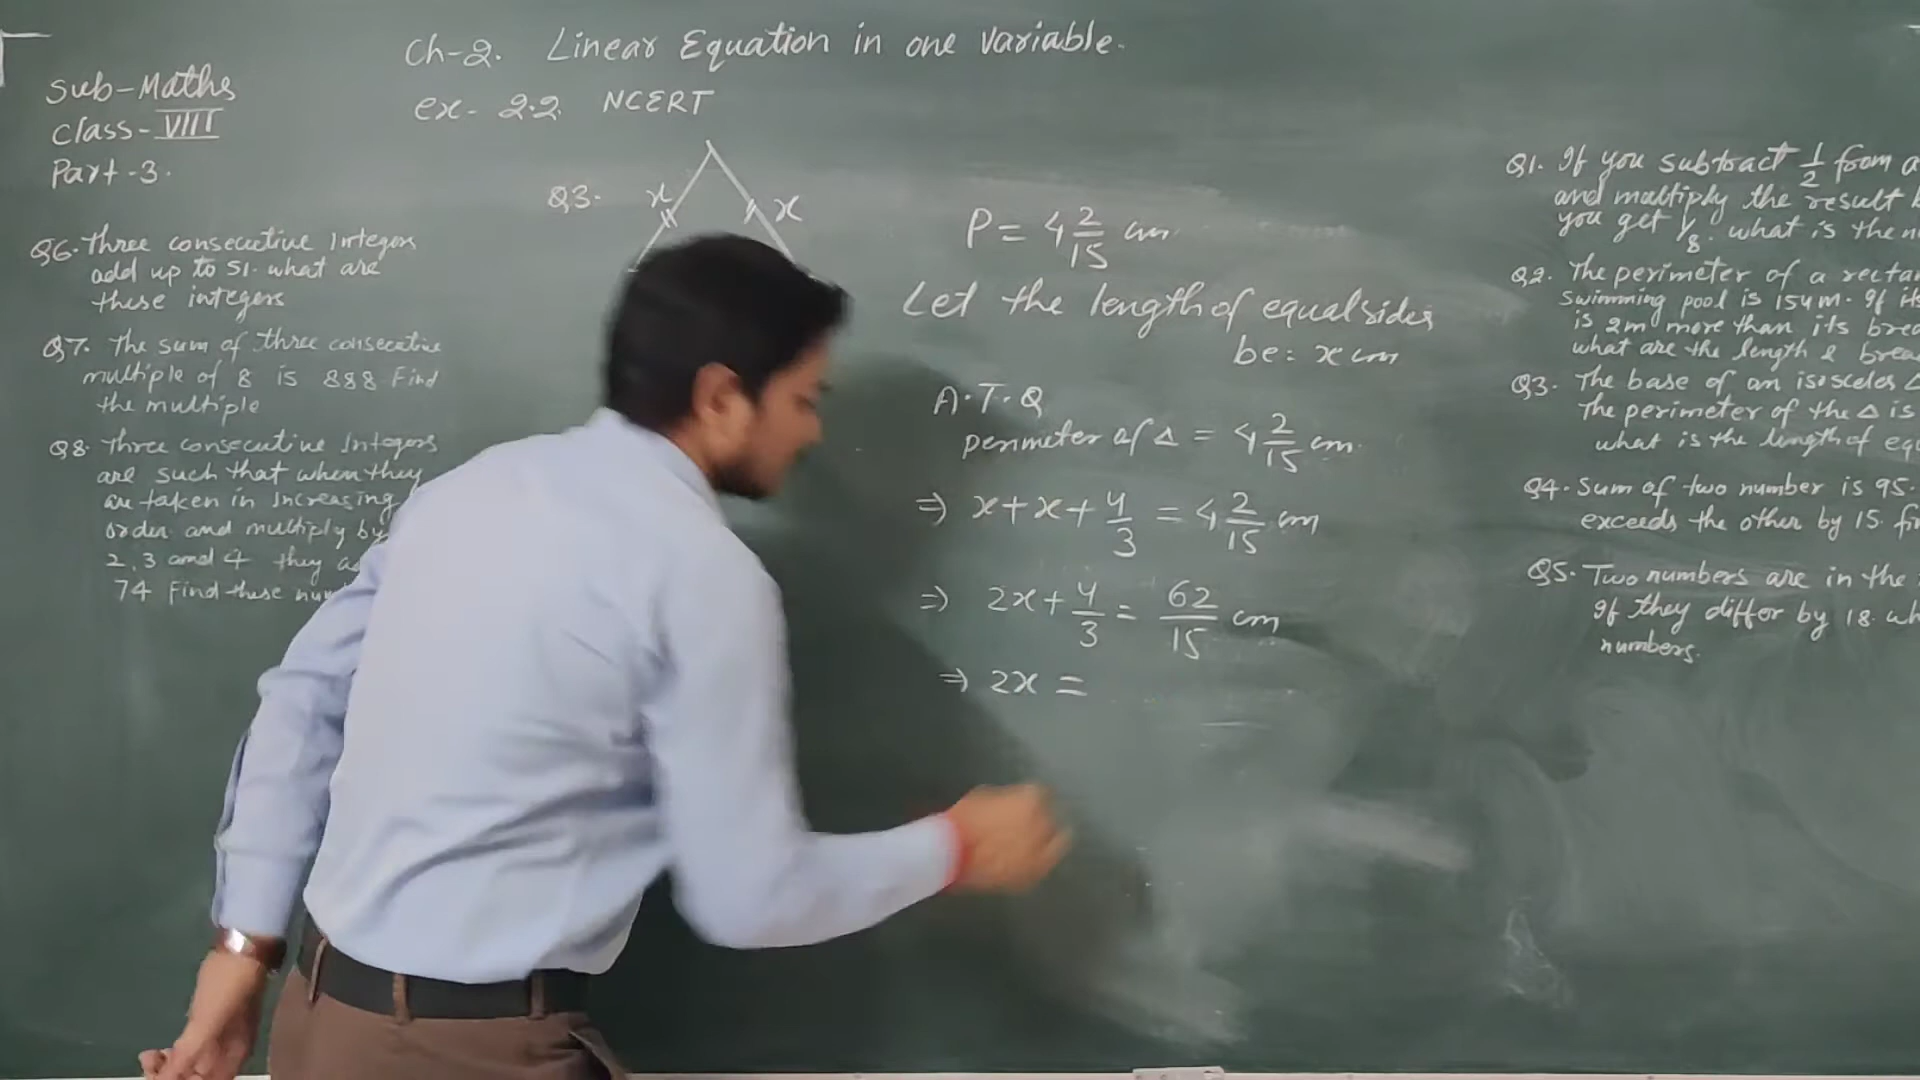 Ch-2. Linear Equation in one variable.
ex- 2.2. NCERT
Sub-Maths
Class-VIII
Part-3.
Q6. Three consecutive Integers
add up to 51. what are
these integers
Q7. The sum of three consecutive
multiple of 8 is 888 Find
the multiple
Q8. Three consecutive Integers
are such that when they
are taken in Increasing
order and multiply by
2, 3 and 4 they
74 Find these
Q3.
x x
P = 4 2/15 cm
Let the length of equal sides
be: x cm
A.T.Q
perimeter of Δ = 4 2/15 cm.
⇒ x+x+4/3 = 4 2/15 cm
⇒ 2x+4/3 = 62/15 cm
⇒ 2x =
Q1. If you subtract 1/2 from a
and multiply the result
you get 1/8. what is the
Q2. The perimeter of a
swimming pool is 154m. If its
is 2m more than its
what are the length &
Q3. The base of an isosceles Δ
The perimeter of the Δ is
what is the length of
Q4. Sum of two number is 95.
exceeds the other by 15.
Q5. Two numbers are in the
If they differ by 18.
numbers.